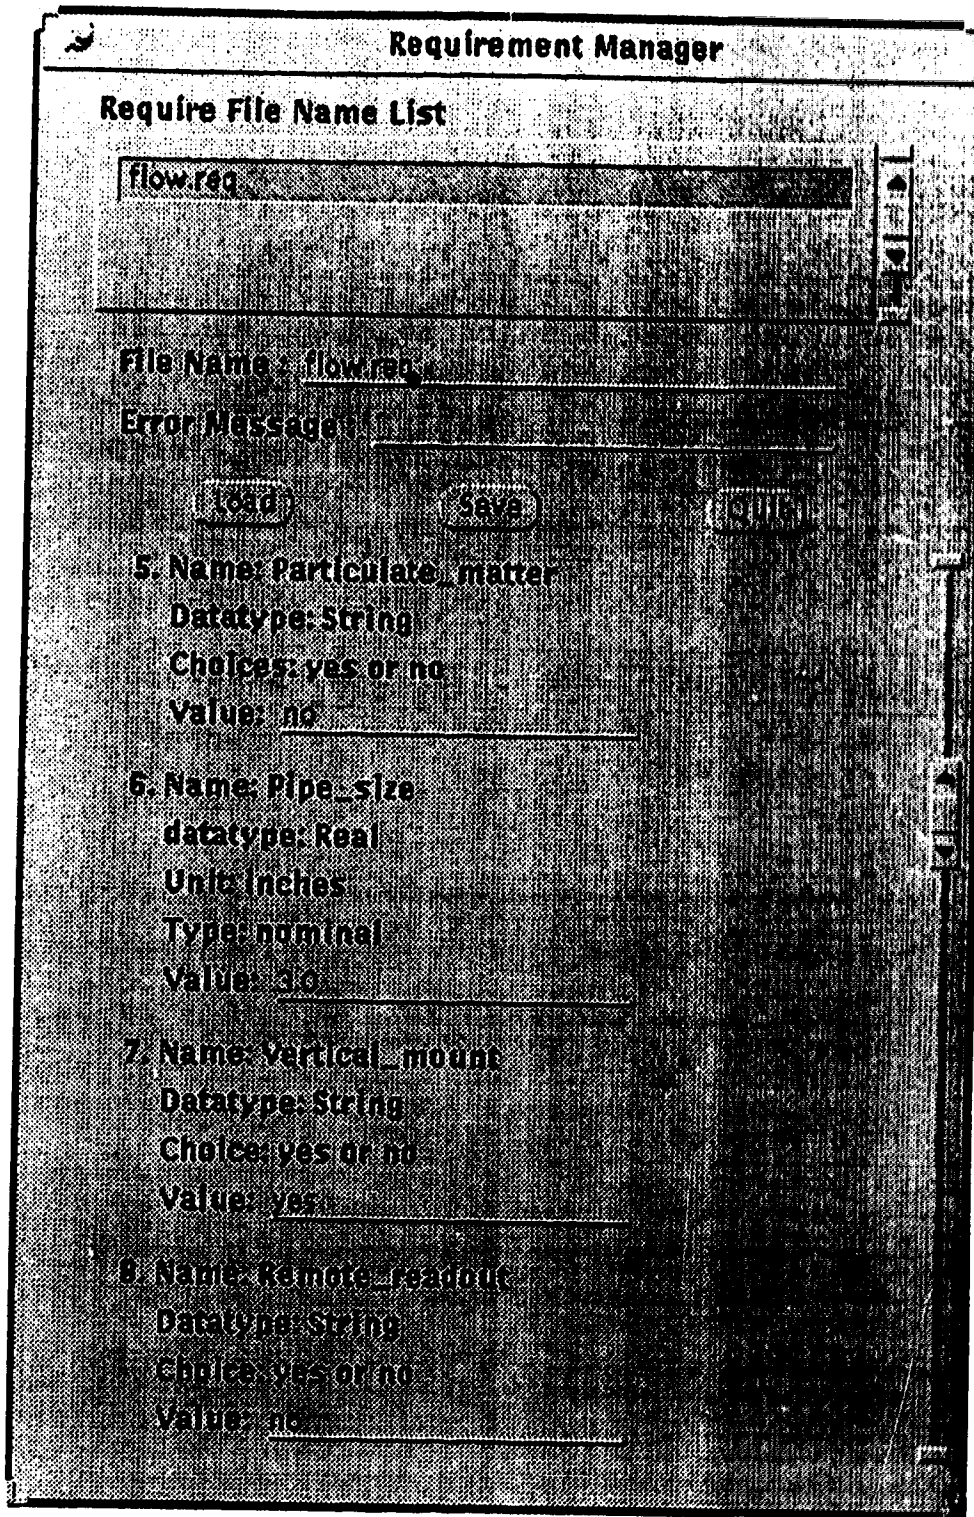 Requirement Manager
Require File Name List
flow.req
File Name : flow.req
Error Message :
Load Save Quit
5. Name: Particulate_matter
Datatype: String
Choices: yes or no
Value: no
6. Name: Pipe_size
datatype: Real
Unit: Inches
Type: nominal
Value: 3.0
7. Name: Vertical_mount
Datatype: String
Choice: yes or no
Value: yes
8. Name: Remote_readout
Datatype: String
Choice: yes or no
Value: no